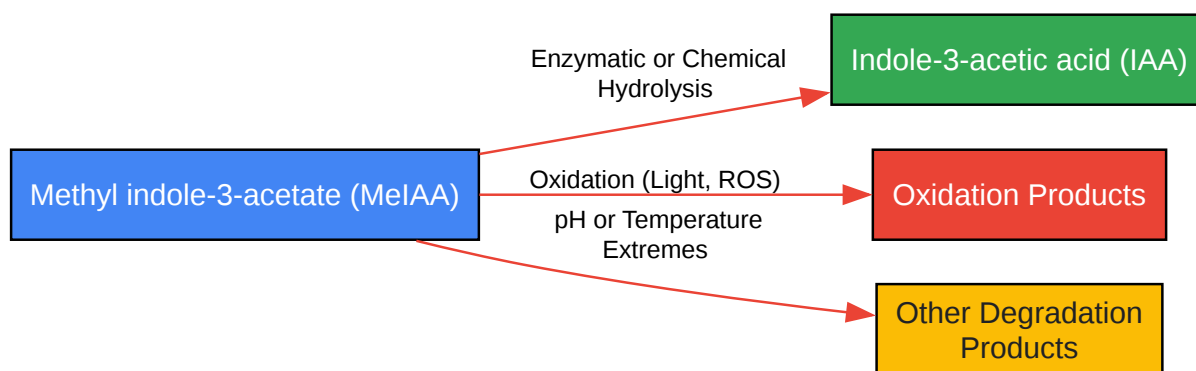 Enzymatic or Chemical
Hydrolysis
Indole-3-acetic acid (IAA)
Methyl indole-3-acetate (MeIAA)
Oxidation (Light, ROS)
Oxidation Products
pH or Temperature
Extremes
Other Degradation
Products